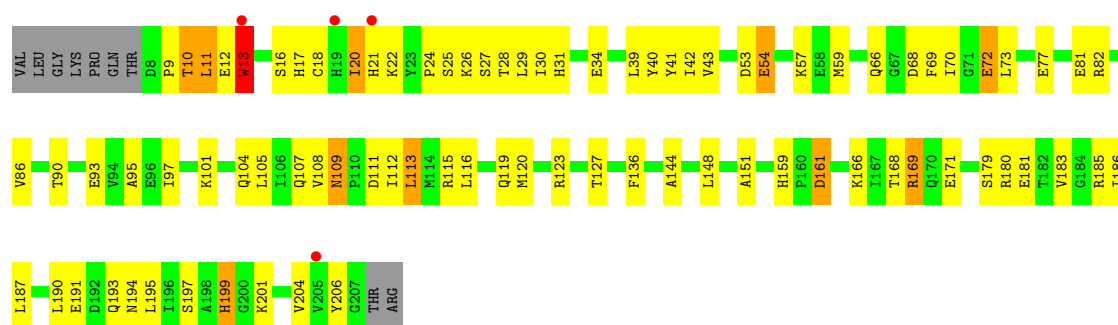 VAL LEU GLY LYS PRO GLN THR D8 P9 T10 L11 E12 W13 S16 H17 C18 H19 I20 H21 K22 Y23 P24 S25 K26 S27 T28 L29 I30 H31 E34 L39 Y40 Y41 I42 V43 D53 E54 K57 E58 M59 Q66 G67 D68 F69 I70 G71 E72 L73 E77 E81 R82
V86 T90 E93 V94 A95 E96 I97 K101 Q104 L105 I106 Q107 V108 N109 P110 D111 I112 L113 M114 R115 L116 Q119 M120 R123 T127 F136 A144 L148 A151 H159 P160 D161 K166 I167 T168 R169 Q170 E171 S179 R180 E181 T182 V183 G184 R185 I186
L187 L190 E191 D192 Q193 N194 L195 I196 S197 A198 H199 G200 K201 V204 V205 Y206 G207 THR ARG